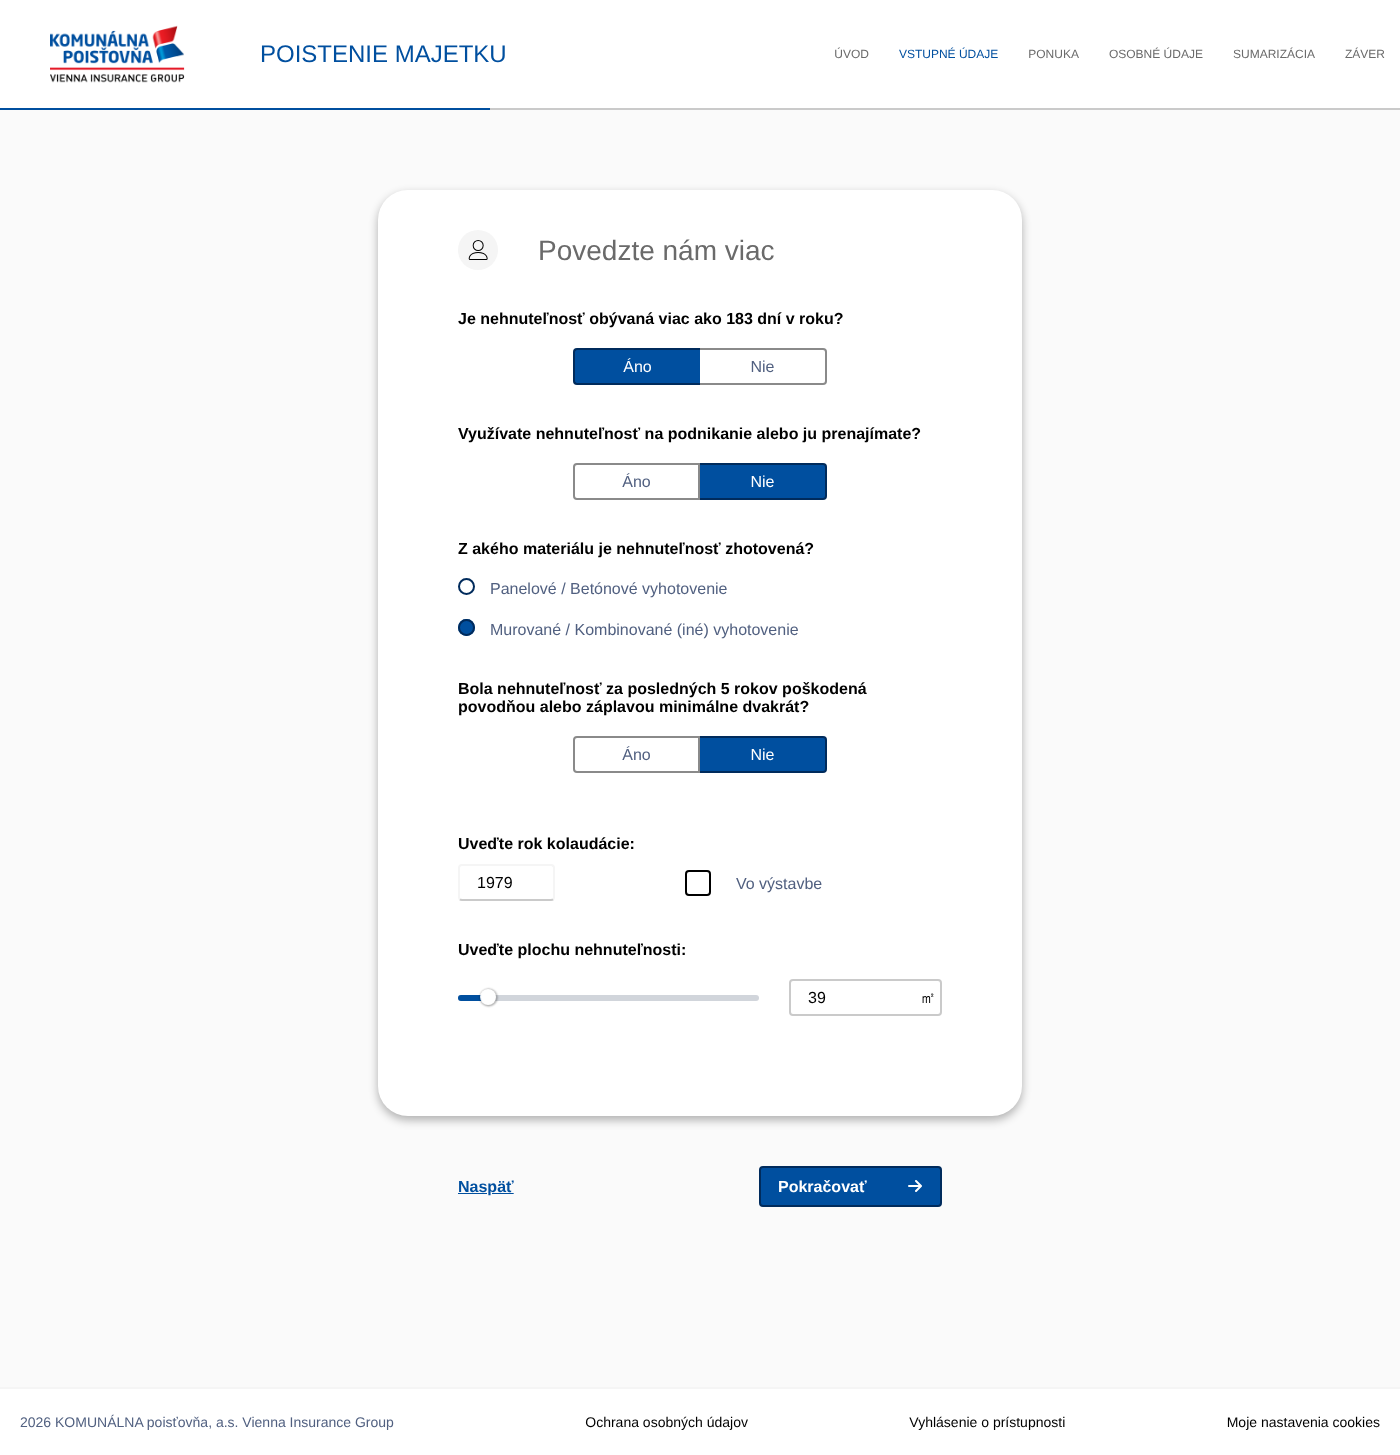 KOMUNÁLNA
POISŤOVŇA
VIENNA INSURANCE GROUP
POISTENIE MAJETKU
ÚVOD
VSTUPNÉ ÚDAJE
PONUKA
OSOBNÉ ÚDAJE
SUMARIZÁCIA
ZÁVER
Povedzte nám viac
Je nehnuteľnosť obývaná viac ako 183 dní v roku?
Áno
Nie
Využívate nehnuteľnosť na podnikanie alebo ju prenajímate?
Áno
Nie
Z akého materiálu je nehnuteľnosť zhotovená?
Panelové / Betónové vyhotovenie
Murované / Kombinované (iné) vyhotovenie
Bola nehnuteľnosť za posledných 5 rokov poškodená
povodňou alebo záplavou minimálne dvakrát?
Áno
Nie
Uveďte rok kolaudácie:
1979
Vo výstavbe
Uveďte plochu nehnuteľnosti:
39 ㎡
Naspäť
Pokračovať
2026 KOMUNÁLNA poisťovňa, a.s. Vienna Insurance Group
Ochrana osobných údajov
Vyhlásenie o prístupnosti
Moje nastavenia cookies